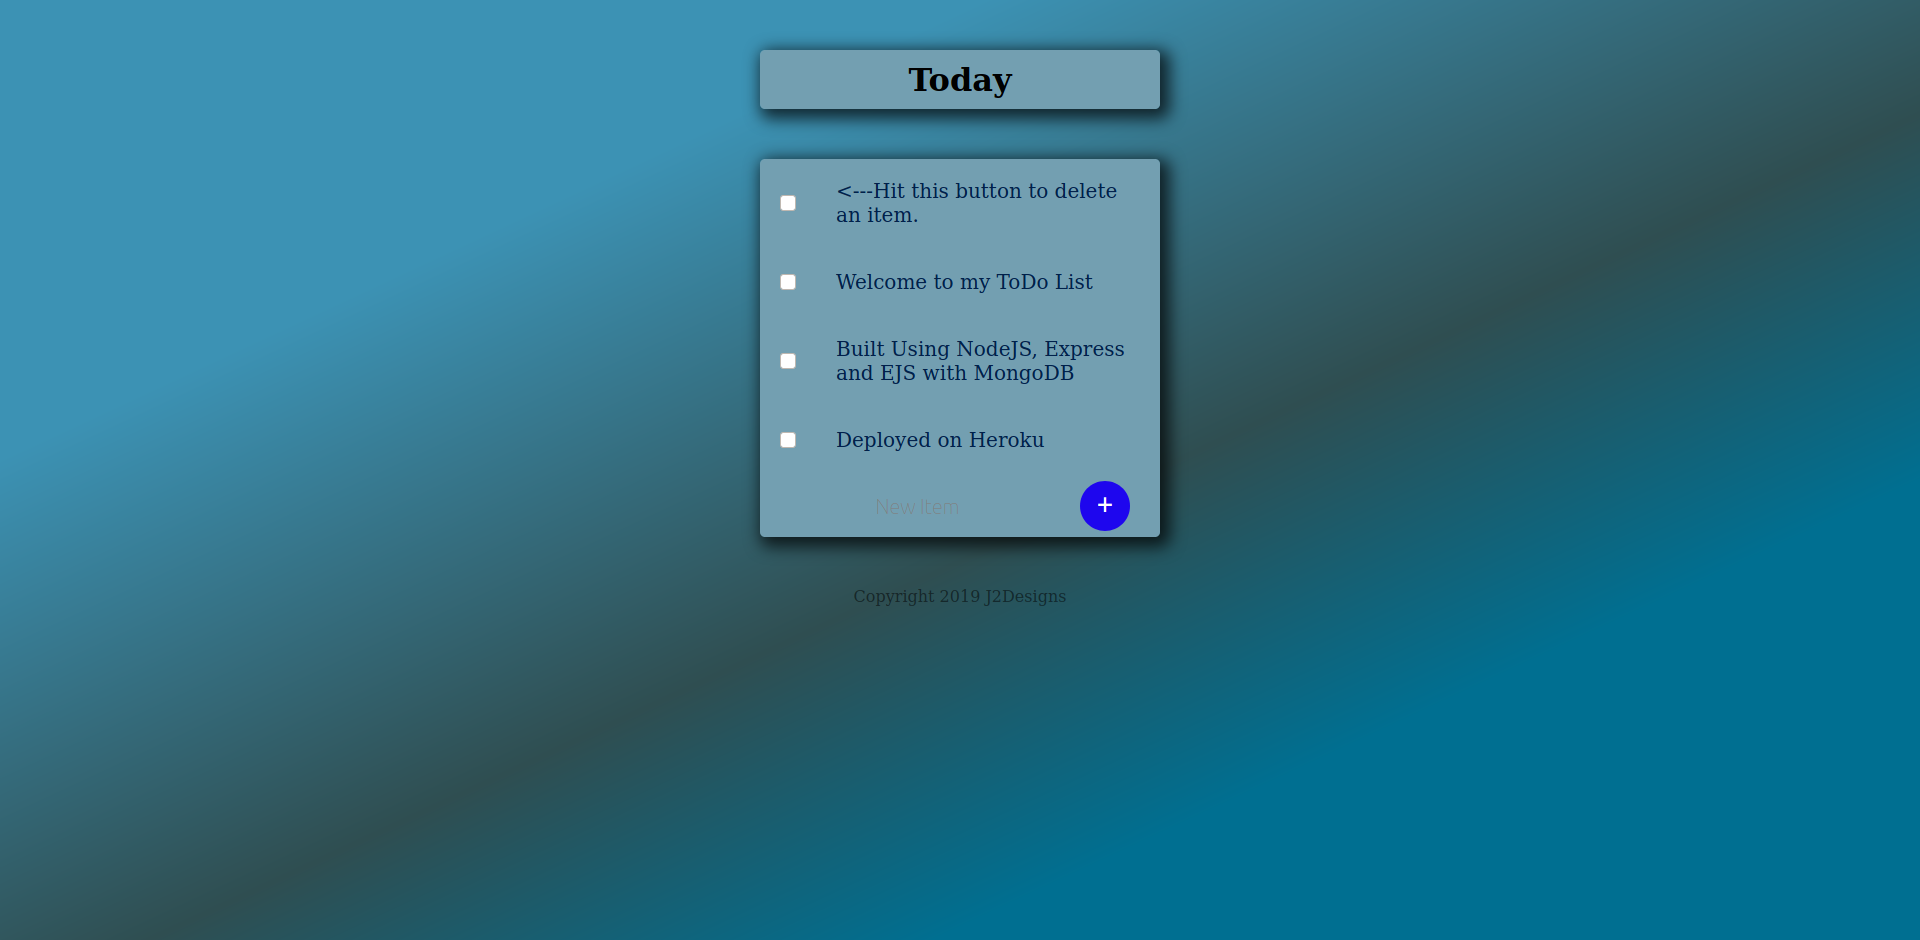 Today
<---Hit this button to delete
an item.
Welcome to my ToDo List
Built Using NodeJS, Express
and EJS with MongoDB
Deployed on Heroku
New Item
+
Copyright 2019 J2Designs